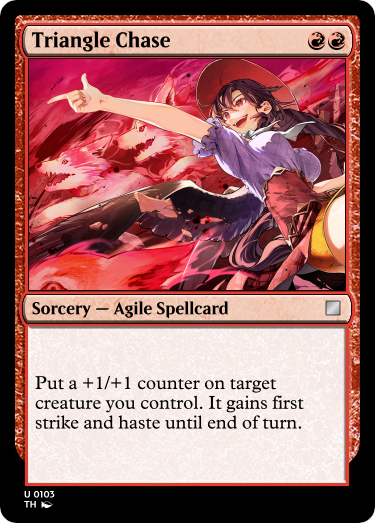 Triangle Chase
Sorcery — Agile Spellcard
Put a +1/+1 counter on target
creature you control. It gains first
strike and haste until end of turn.
U 0103
TH